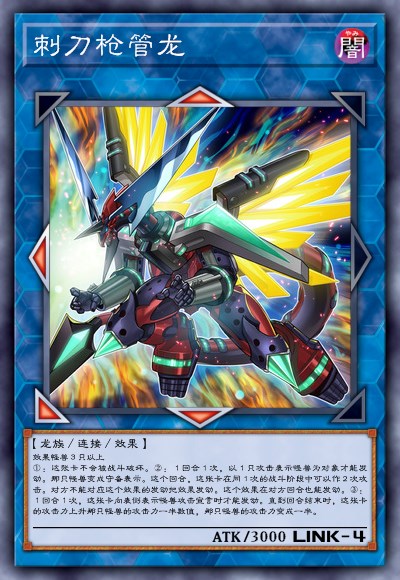 刺刀枪管龙
やみ
闇
【龙族／连接／效果】
效果怪兽3只以上
①：这张卡不会被战斗破坏。②：1回合1次，以1只攻击表示怪兽为对象才能发
动。那只怪兽变成守备表示。这个回合，这张卡在同1次的战斗阶段中可以作2次攻
击。对方不能对应这个效果的发动把效果发动。这个效果在对方回合也能发动。③：
1回合1次，这张卡向表侧表示怪兽攻击宣言时才能发动。直到回合结束时，这张卡
的攻击力上升那只怪兽的攻击力一半数值，那只怪兽的攻击力变成一半。
ATK/3000 LINK-4